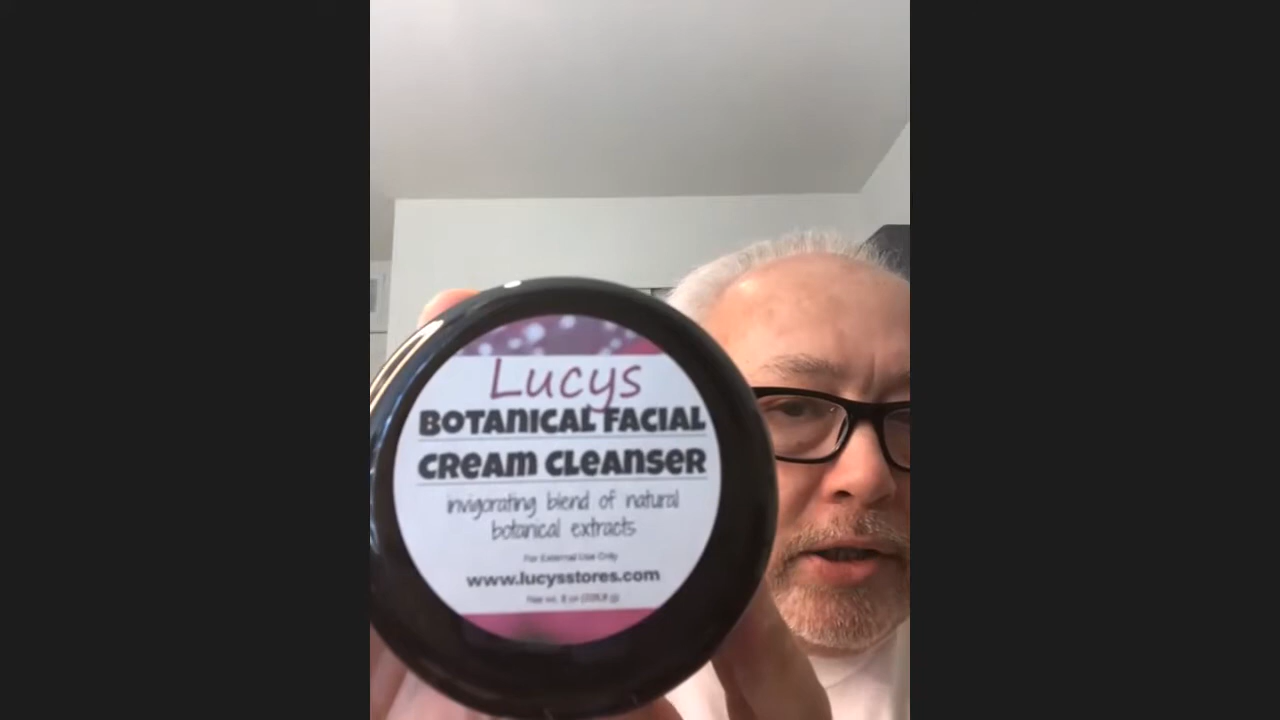 Lucys
BOTANICAL FACIAL
CREAM CLEANSER
invigorating blend of natural
botanical extracts
For External Use Only
www.lucysstores.com